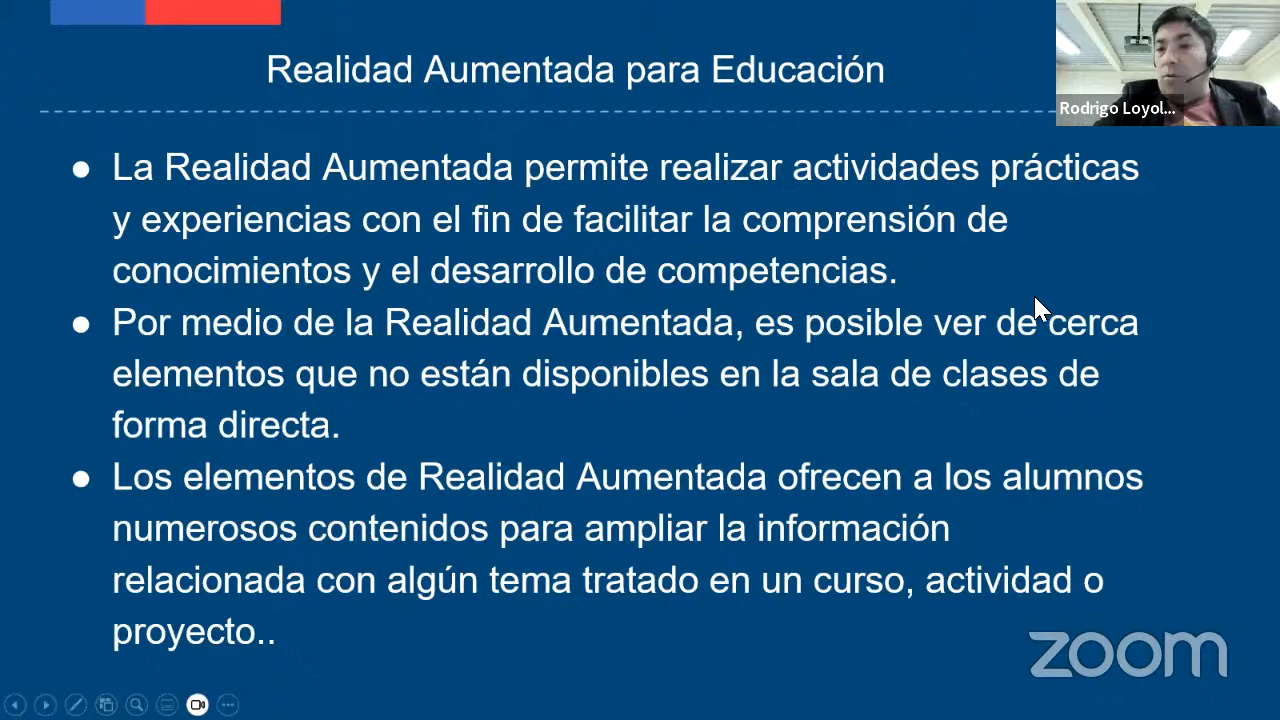 Realidad Aumentada para Educación
Rodrigo Loyol...
● La Realidad Aumentada permite realizar actividades prácticas
y experiencias con el fin de facilitar la comprensión de
conocimientos y el desarrollo de competencias.
● Por medio de la Realidad Aumentada, es posible ver de cerca
elementos que no están disponibles en la sala de clases de
forma directa.
● Los elementos de Realidad Aumentada ofrecen a los alumnos
numerosos contenidos para ampliar la información
relacionada con algún tema tratado en un curso, actividad o
proyecto..
zoom